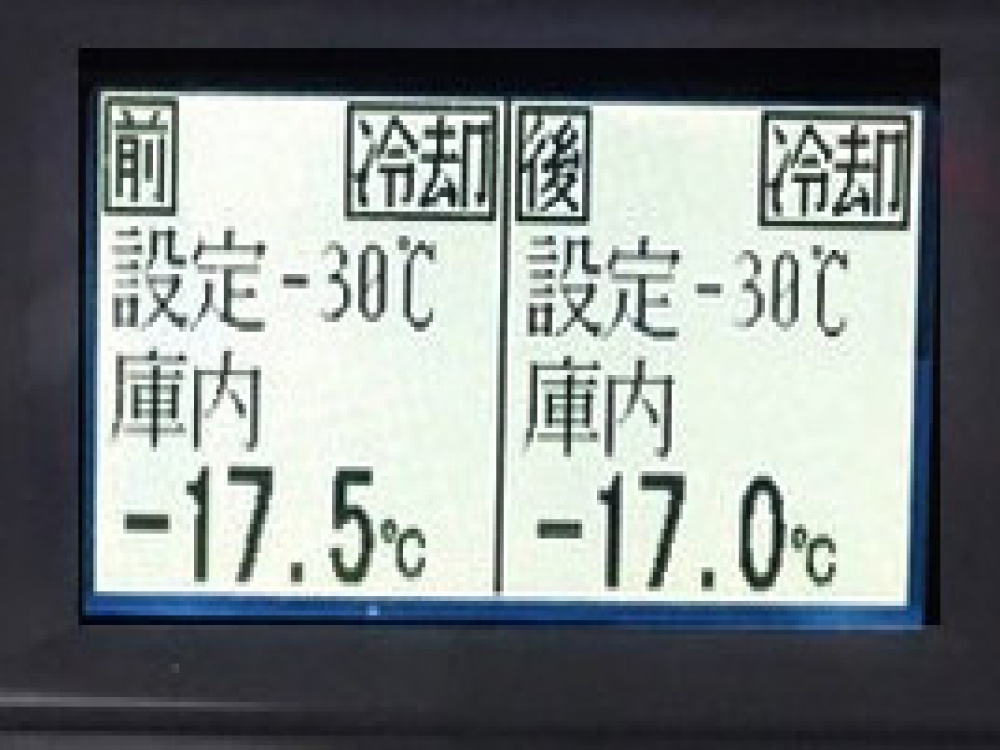 前 冷却
設定-30℃
庫内
-17.5℃
後 冷却
設定-30℃
庫内
-17.0℃